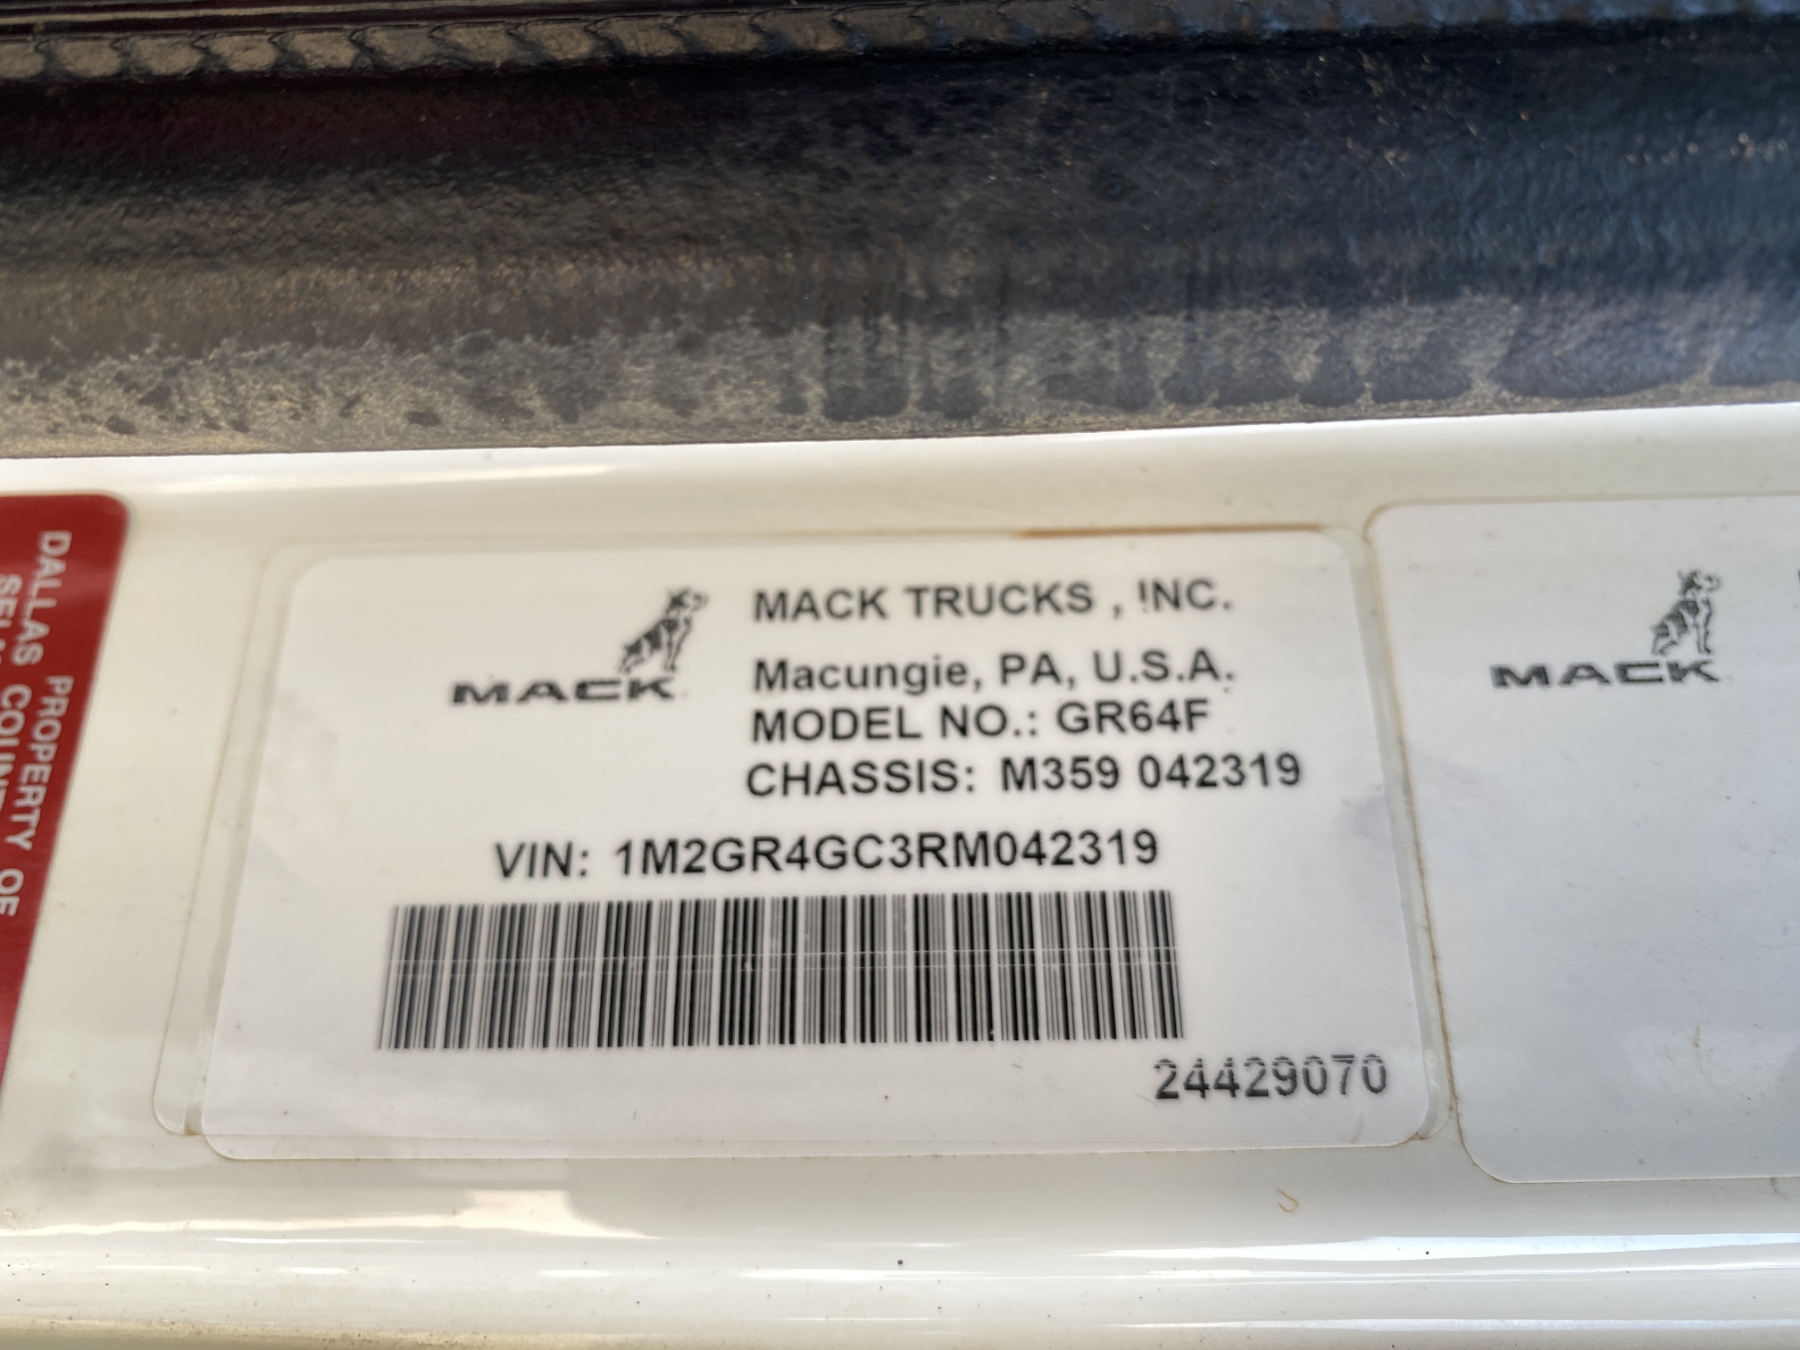 DALLAS COUNTY
PROPERTY OF
MACK
MACK TRUCKS , INC.
Macungie, PA, U.S.A.
MODEL NO.: GR64F
CHASSIS: M359 042319
VIN: 1M2GR4GC3RM042319
24429070
MACK